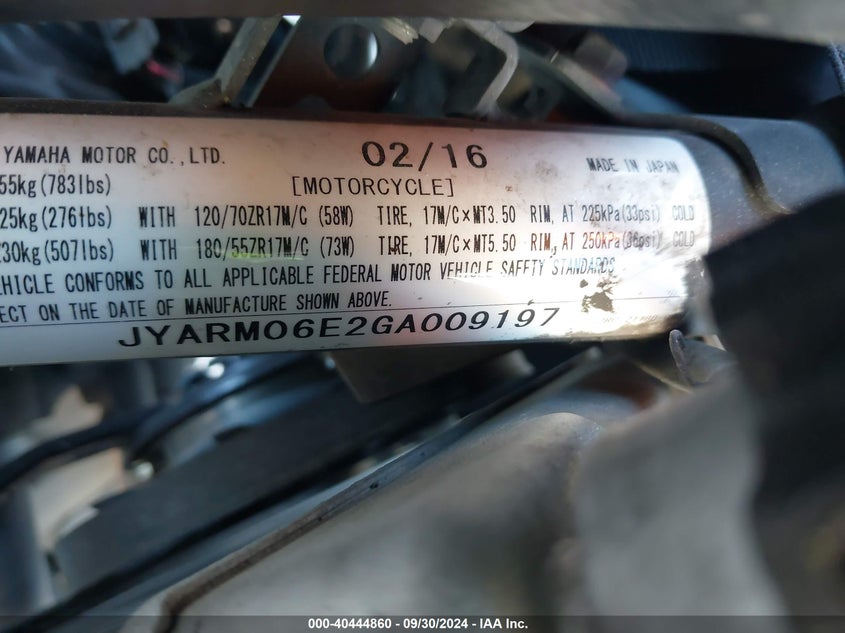 YAMAHA MOTOR CO.,LTD. 02/16 MADE IN JAPAN
55kg(783lbs) [MOTORCYCLE]
25kg(276lbs) WITH 120/70ZR17M/C (58W) TIRE, 17M/C×MT3.50 RIM, AT 225kPa(33psi) COLD
230kg(507lbs) WITH 180/55ZR17M/C (73W) TIRE, 17M/C×MT5.50 RIM, AT 250kPa(36psi) COLD
EHICLE CONFORMS TO ALL APPLICABLE FEDERAL MOTOR VEHICLE SAFETY STANDARDS
ECT ON THE DATE OF MANUFACTURE SHOWN ABOVE.
JYARM06E2GA009197
000-40444860 - 09/30/2024 - IAA Inc.